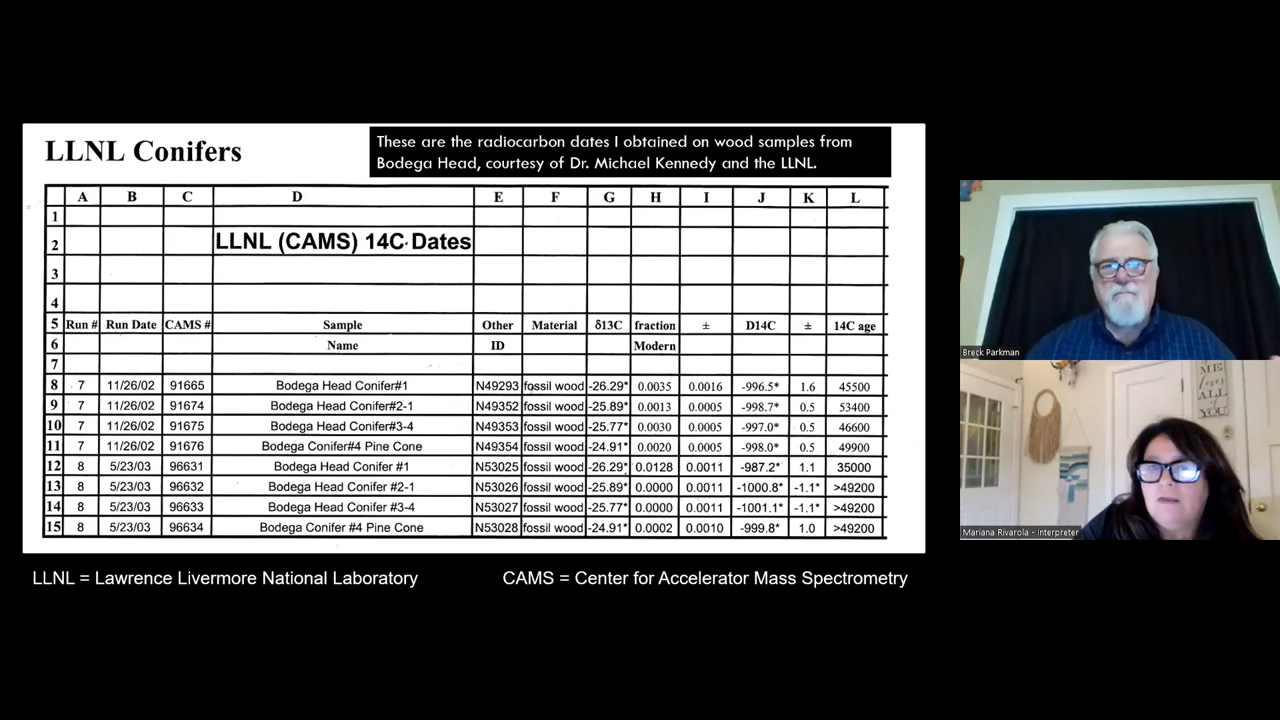 LLNL Conifers
These are the radiocarbon dates I obtained on wood samples from
Bodega Head, courtesy of Dr. Michael Kennedy and the LLNL.
A B C D E F G H I J K L
1
2 LLNL (CAMS) 14C Dates
3
4
5 Run # Run Date CAMS # Sample Other Material δ13C fraction ± D14C ± 14C age
6 Name ID Modern
7
8 7 11/26/02 91665 Bodega Head Conifer#1 N49293 fossil wood -26.29* 0.0035 0.0016 -996.5* 1.6 45500
9 7 11/26/02 91674 Bodega Head Conifer#2-1 N49352 fossil wood -25.89* 0.0013 0.0005 -998.7* 0.5 53400
10 7 11/26/02 91675 Bodega Head Conifer#3-4 N49353 fossil wood -25.77* 0.0030 0.0005 -997.0* 0.5 46600
11 7 11/26/02 91676 Bodega Conifer#4 Pine Cone N49354 fossil wood -24.91* 0.0020 0.0005 -998.0* 0.5 49900
12 8 5/23/03 96631 Bodega Head Conifer #1 N53025 fossil wood -26.29* 0.0128 0.0011 -987.2* 1.1 35000
13 8 5/23/03 96632 Bodega Head Conifer #2-1 N53026 fossil wood -25.89* 0.0000 0.0011 -1000.8* -1.1* >49200
14 8 5/23/03 96633 Bodega Head Conifer #3-4 N53027 fossil wood -25.77* 0.0000 0.0011 -1001.1* -1.1* >49200
15 8 5/23/03 96634 Bodega Conifer #4 Pine Cone N53028 fossil wood -24.91* 0.0002 0.0010 -999.8* 1.0 >49200
LLNL = Lawrence Livermore National Laboratory
CAMS = Center for Accelerator Mass Spectrometry
Breck Parkman
ME
ALL
of YOU
Mariana Rivarola - Interpreter